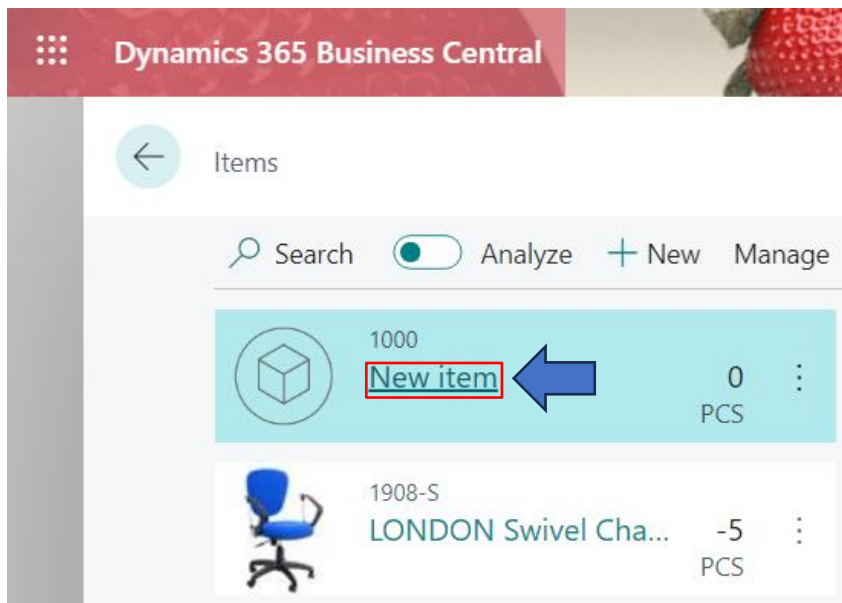 Dynamics 365 Business Central
Items
Search Analyze + New Manage
1000
New item 0
PCS
1908-S
LONDON Swivel Cha... -5
PCS